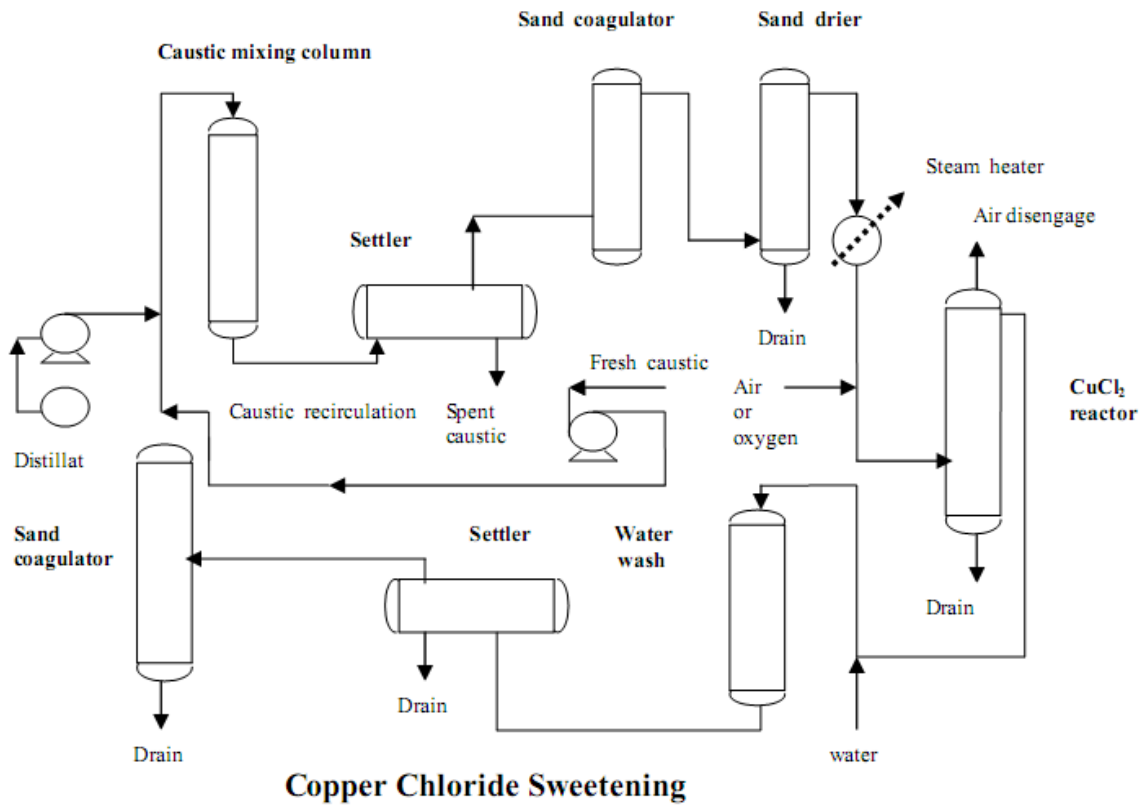 Sand coagulator
Sand drier
Caustic mixing column
Steam heater
Air disengage
Settler
Drain
Fresh caustic
Air
or
oxygen
CuCl₂
reactor
Caustic recirculation
Spent
caustic
Distillat
Sand
coagulator
Settler
Water
wash
Drain
Drain
Drain
water
Copper Chloride Sweetening